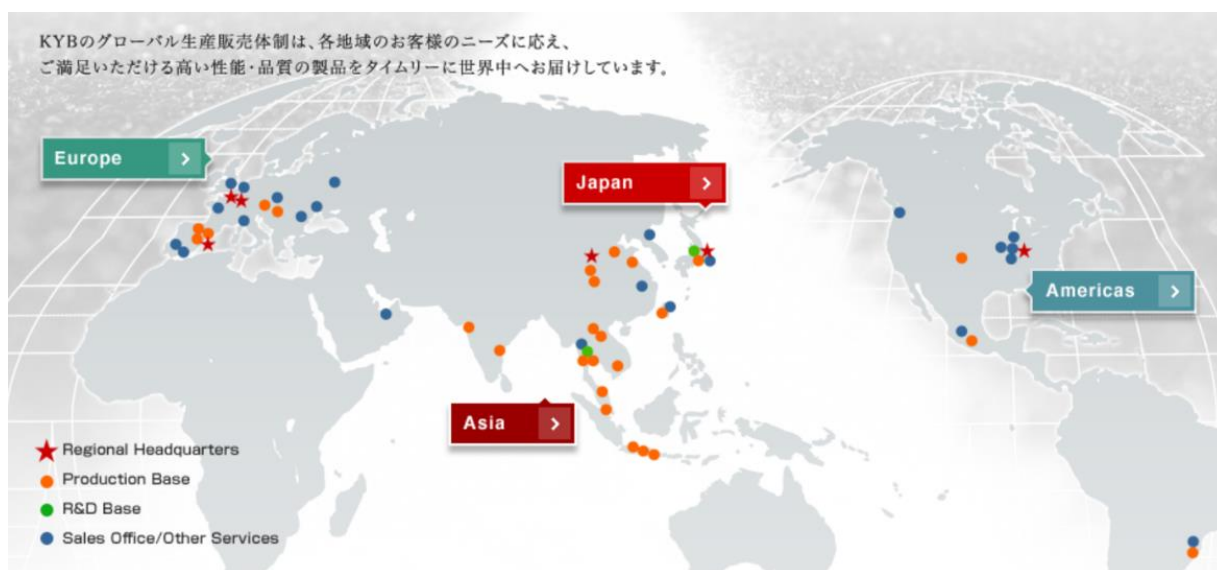 KYBのグローバル生産販売体制は、各地域のお客様のニーズに応え、
ご満足いただける高い性能・品質の製品をタイムリーに世界中へお届けしています。
Europe
Japan
Americas
Asia
Regional Headquarters
Production Base
R&D Base
Sales Office/Other Services